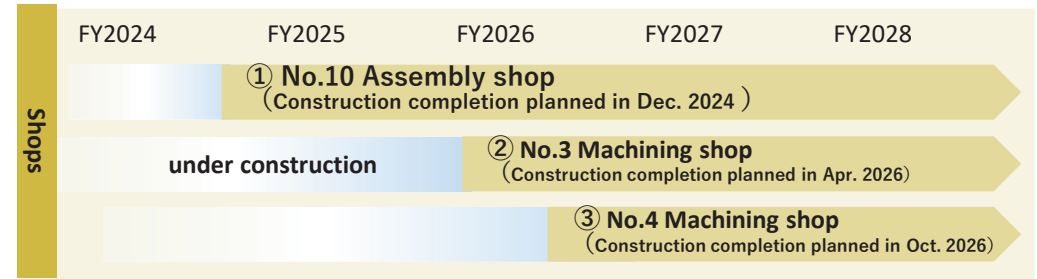 FY2024 FY2025 FY2026 FY2027 FY2028
Shops
① No.10 Assembly shop
（Construction completion planned in Dec. 2024 ）
under construction
② No.3 Machining shop
（Construction completion planned in Apr. 2026）
③ No.4 Machining shop
（Construction completion planned in Oct. 2026）